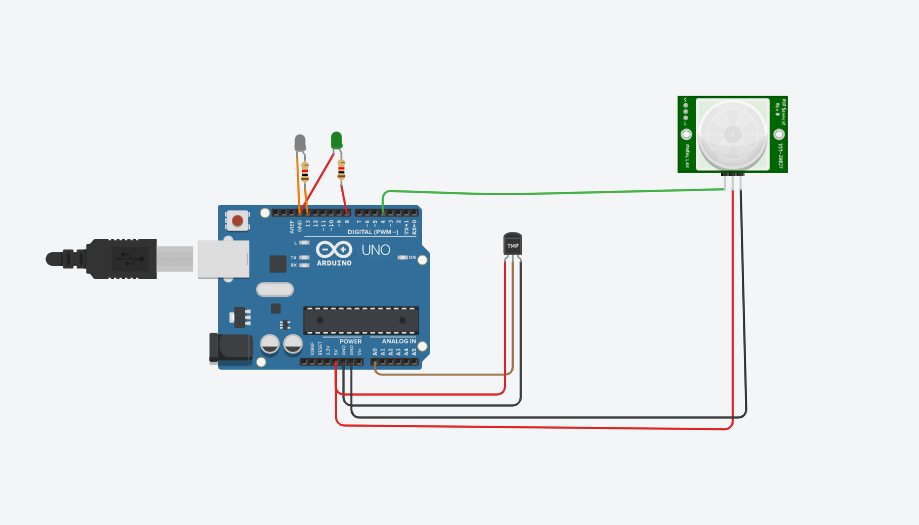 AREF
GND
13
12
~11
~10
~9
8
7
~6
~5
4
~3
2
TX→1
RX←0
DIGITAL (PWM ~)
L
TX
RX
UNO
ARDUINO
ON
TMP
POWER
ANALOG IN
IOREF
RESET
3.3V
5V
GND
GND
Vin
A0
A1
A2
A3
A4
A5